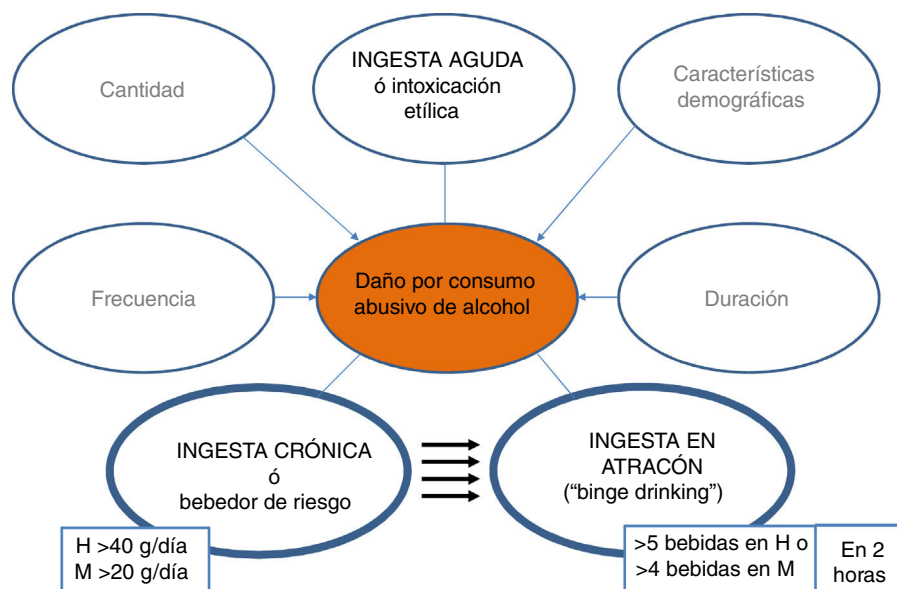 Cantidad
INGESTA AGUDA
ó intoxicación
etílica
Características
demográficas
Frecuencia
Daño por consumo
abusivo de alcohol
Duración
INGESTA CRÓNICA
ó
bebedor de riesgo
INGESTA EN
ATRACÓN
("binge drinking")
H >40 g/día
M >20 g/día
>5 bebidas en H o
>4 bebidas en M
En 2
horas